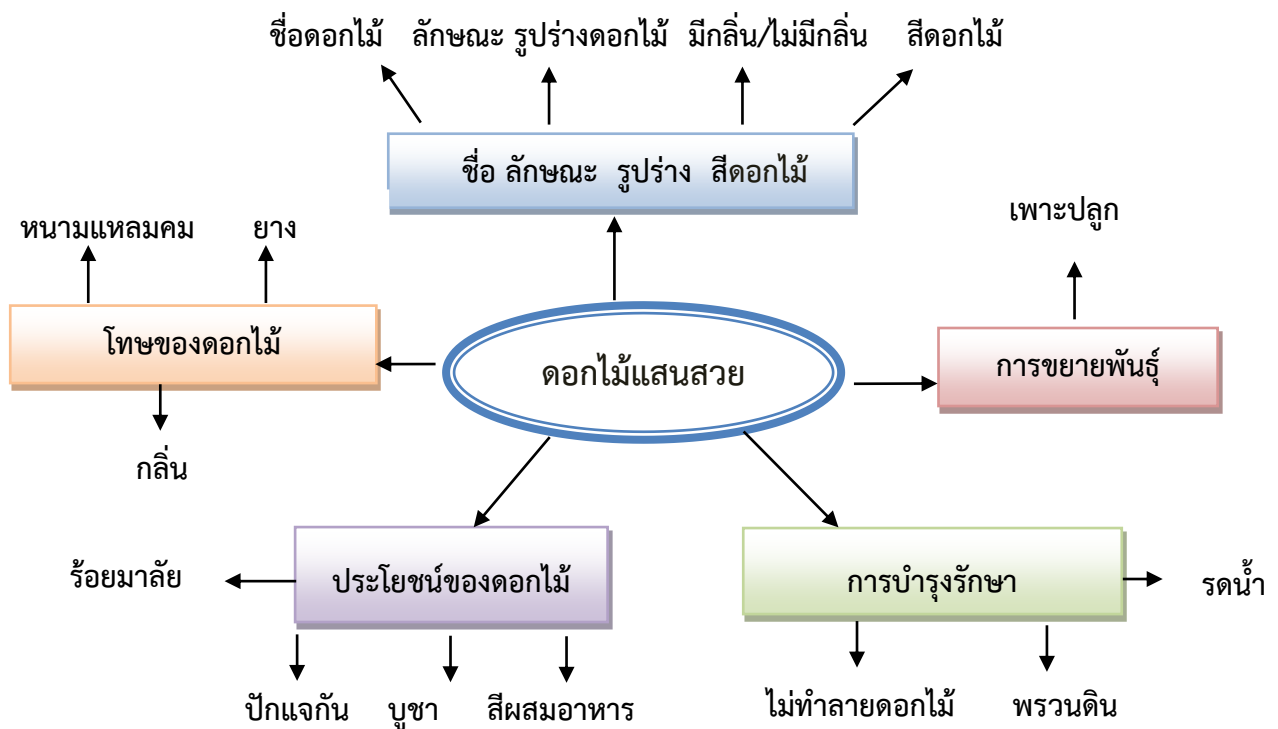 ชื่อดอกไม้ ลักษณะ รูปร่างดอกไม้ มีกลิ่น/ไม่มีกลิ่น สีดอกไม้
ชื่อ ลักษณะ รูปร่าง สีดอกไม้
หนามแหลมคม ยาง
เพาะปลูก
โทษของดอกไม้
ดอกไม้แสนสวย
การขยายพันธุ์
กลิ่น
ร้อยมาลัย
ประโยชน์ของดอกไม้
การบำรุงรักษา
รดน้ำ
ปักแจกัน บูชา สีผสมอาหาร
ไม่ทำลายดอกไม้ พรวนดิน